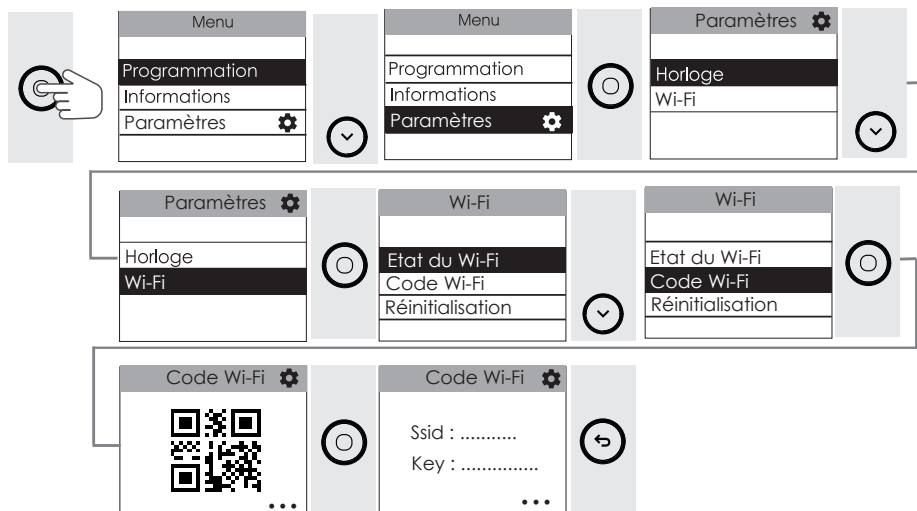 Menu
Programmation
Informations
Paramètres
Menu
Programmation
Informations
Paramètres
Paramètres
Horloge
Wi-Fi
Paramètres
Horloge
Wi-Fi
Wi-Fi
Etat du Wi-Fi
Code Wi-Fi
Réinitialisation
Wi-Fi
Etat du Wi-Fi
Code Wi-Fi
Réinitialisation
Code Wi-Fi
...
Code Wi-Fi
Ssid : ...........
Key : ...............
...